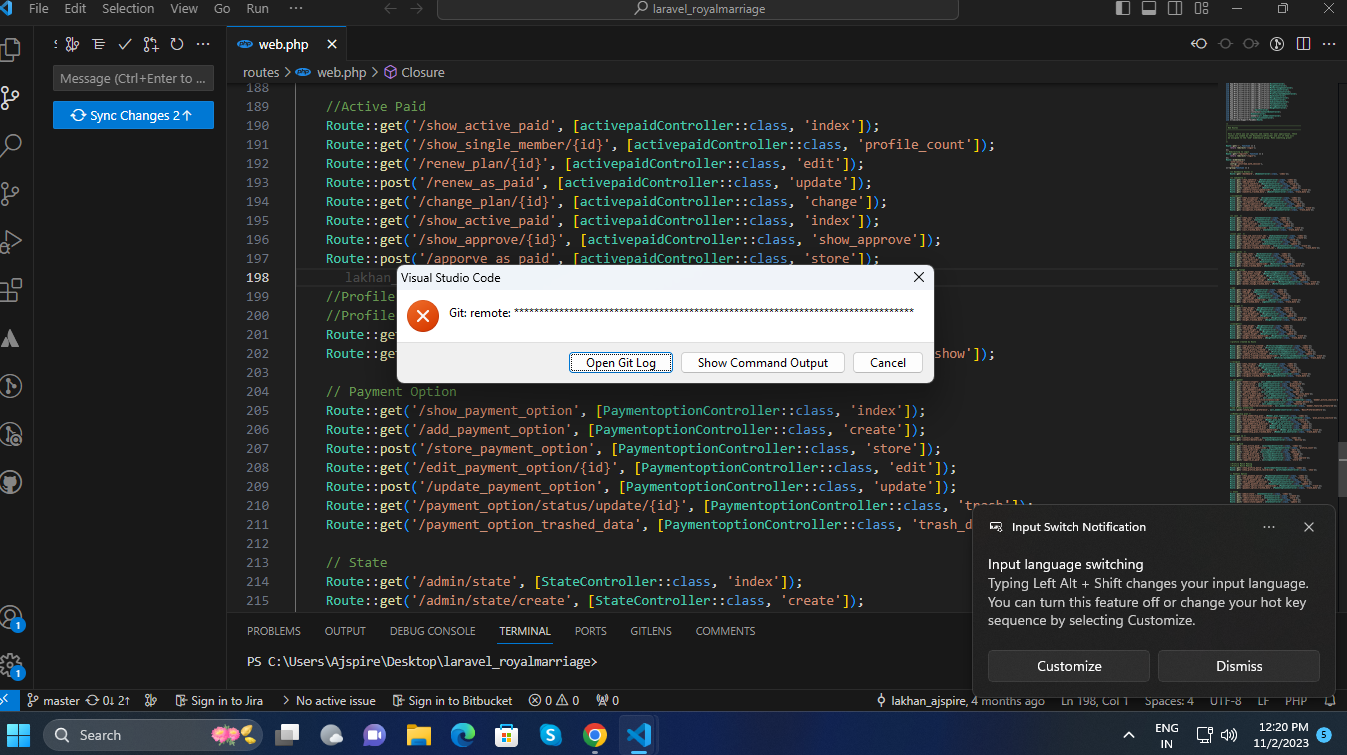 File Edit Selection View Go Run ··· laravel_royalmarriage
web.php
Message (Ctrl+Enter to ...
Sync Changes 2↑
routes > web.php > Closure
188
189 //Active Paid
190 Route::get('/show_active_paid', [activepaidController::class, 'index']);
191 Route::get('/show_single_member/{id}', [activepaidController::class, 'profile_count']);
192 Route::get('/renew_plan/{id}', [activepaidController::class, 'edit']);
193 Route::post('/renew_as_paid', [activepaidController::class, 'update']);
194 Route::get('/change_plan/{id}', [activepaidController::class, 'change']);
195 Route::get('/show_active_paid', [activepaidController::class, 'index']);
196 Route::get('/show_approve/{id}', [activepaidController::class, 'show_approve']);
197 Route::post('/apporve_as_paid', [activepaidController::class, 'store']);
198 lakhan
199 //Profile
200 //Profile
201 Route::get
202 Route::get show']);
203
204 // Payment Option
205 Route::get('/show_payment_option', [PaymentoptionController::class, 'index']);
206 Route::get('/add_payment_option', [PaymentoptionController::class, 'create']);
207 Route::post('/store_payment_option', [PaymentoptionController::class, 'store']);
208 Route::get('/edit_payment_option/{id}', [PaymentoptionController::class, 'edit']);
209 Route::post('/update_payment_option', [PaymentoptionController::class, 'update']);
210 Route::get('/payment_option/status/update/{id}', [PaymentoptionController::class, 'trash']);
211 Route::get('/payment_option_trashed_data', [PaymentoptionController::class, 'trash_d
212
213 // State
214 Route::get('/admin/state', [StateController::class, 'index']);
215 Route::get('/admin/state/create', [StateController::class, 'create']);
Visual Studio Code
Git: remote: ********************************************************************************
Open Git Log Show Command Output Cancel
Input Switch Notification
Input language switching
Typing Left Alt + Shift changes your input language.
You can turn this feature off or change your hot key
sequence by selecting Customize.
Customize Dismiss
PROBLEMS OUTPUT DEBUG CONSOLE TERMINAL PORTS GITLENS COMMENTS
PS C:\Users\Ajspire\Desktop\laravel_royalmarriage>
1
1
master 0↓ 2↑ Sign in to Jira No active issue Sign in to Bitbucket 0 0 0 lakhan_ajspire, 4 months ago Ln 198, Col 1 Spaces: 4 UTF-8 LF PHP
Search
ENG
IN
12:20 PM
11/2/2023
5